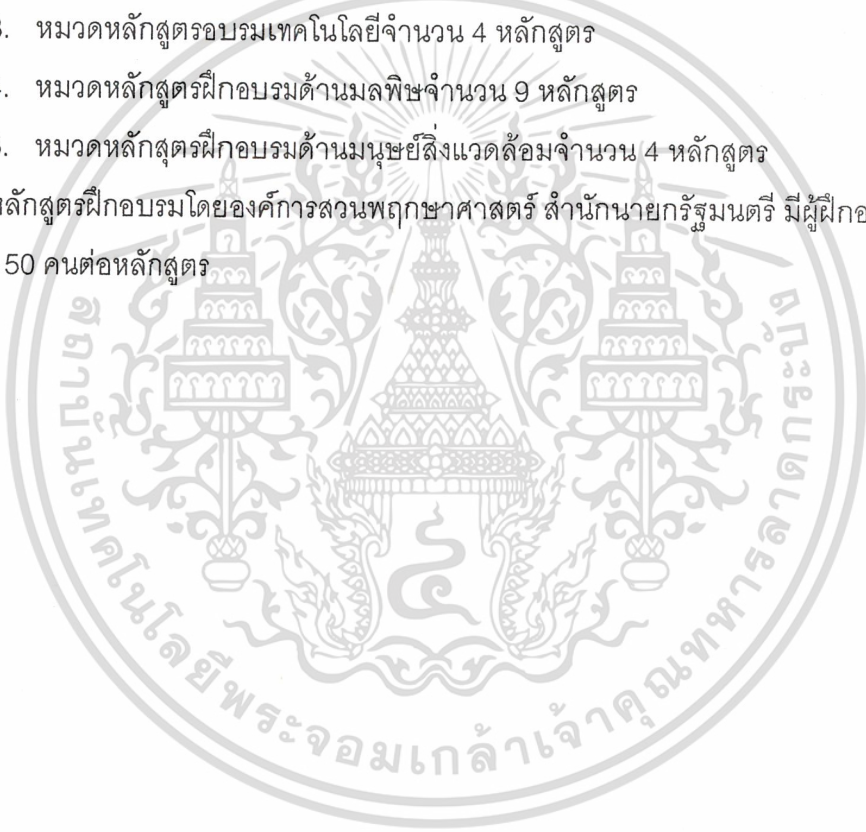 3. หมวดหลักสูตรอบรมเทคโนโลยีจำนวน 4 หลักสูตร
. หมวดหลักสูตรฝึกอบรมด้านมลพิษจำนวน 9 หลักสูตร
. หมวดหลักสุตรฝึกอบรมด้านมนุษย์สิ่งแวดล้อมจำนวน 4 หลักสูตร
หลักสูตรฝึกอบรมโดยองค์การสวนพฤกษาศาสตร์ สำนักนายกรัฐมนตรี มีผู้ฝึกอ
50 คนต่อหลักสูตร
สถาบันเทคโนโลยีพระจอมเกล้าเจ้าคุณทหารลาดกระบัง